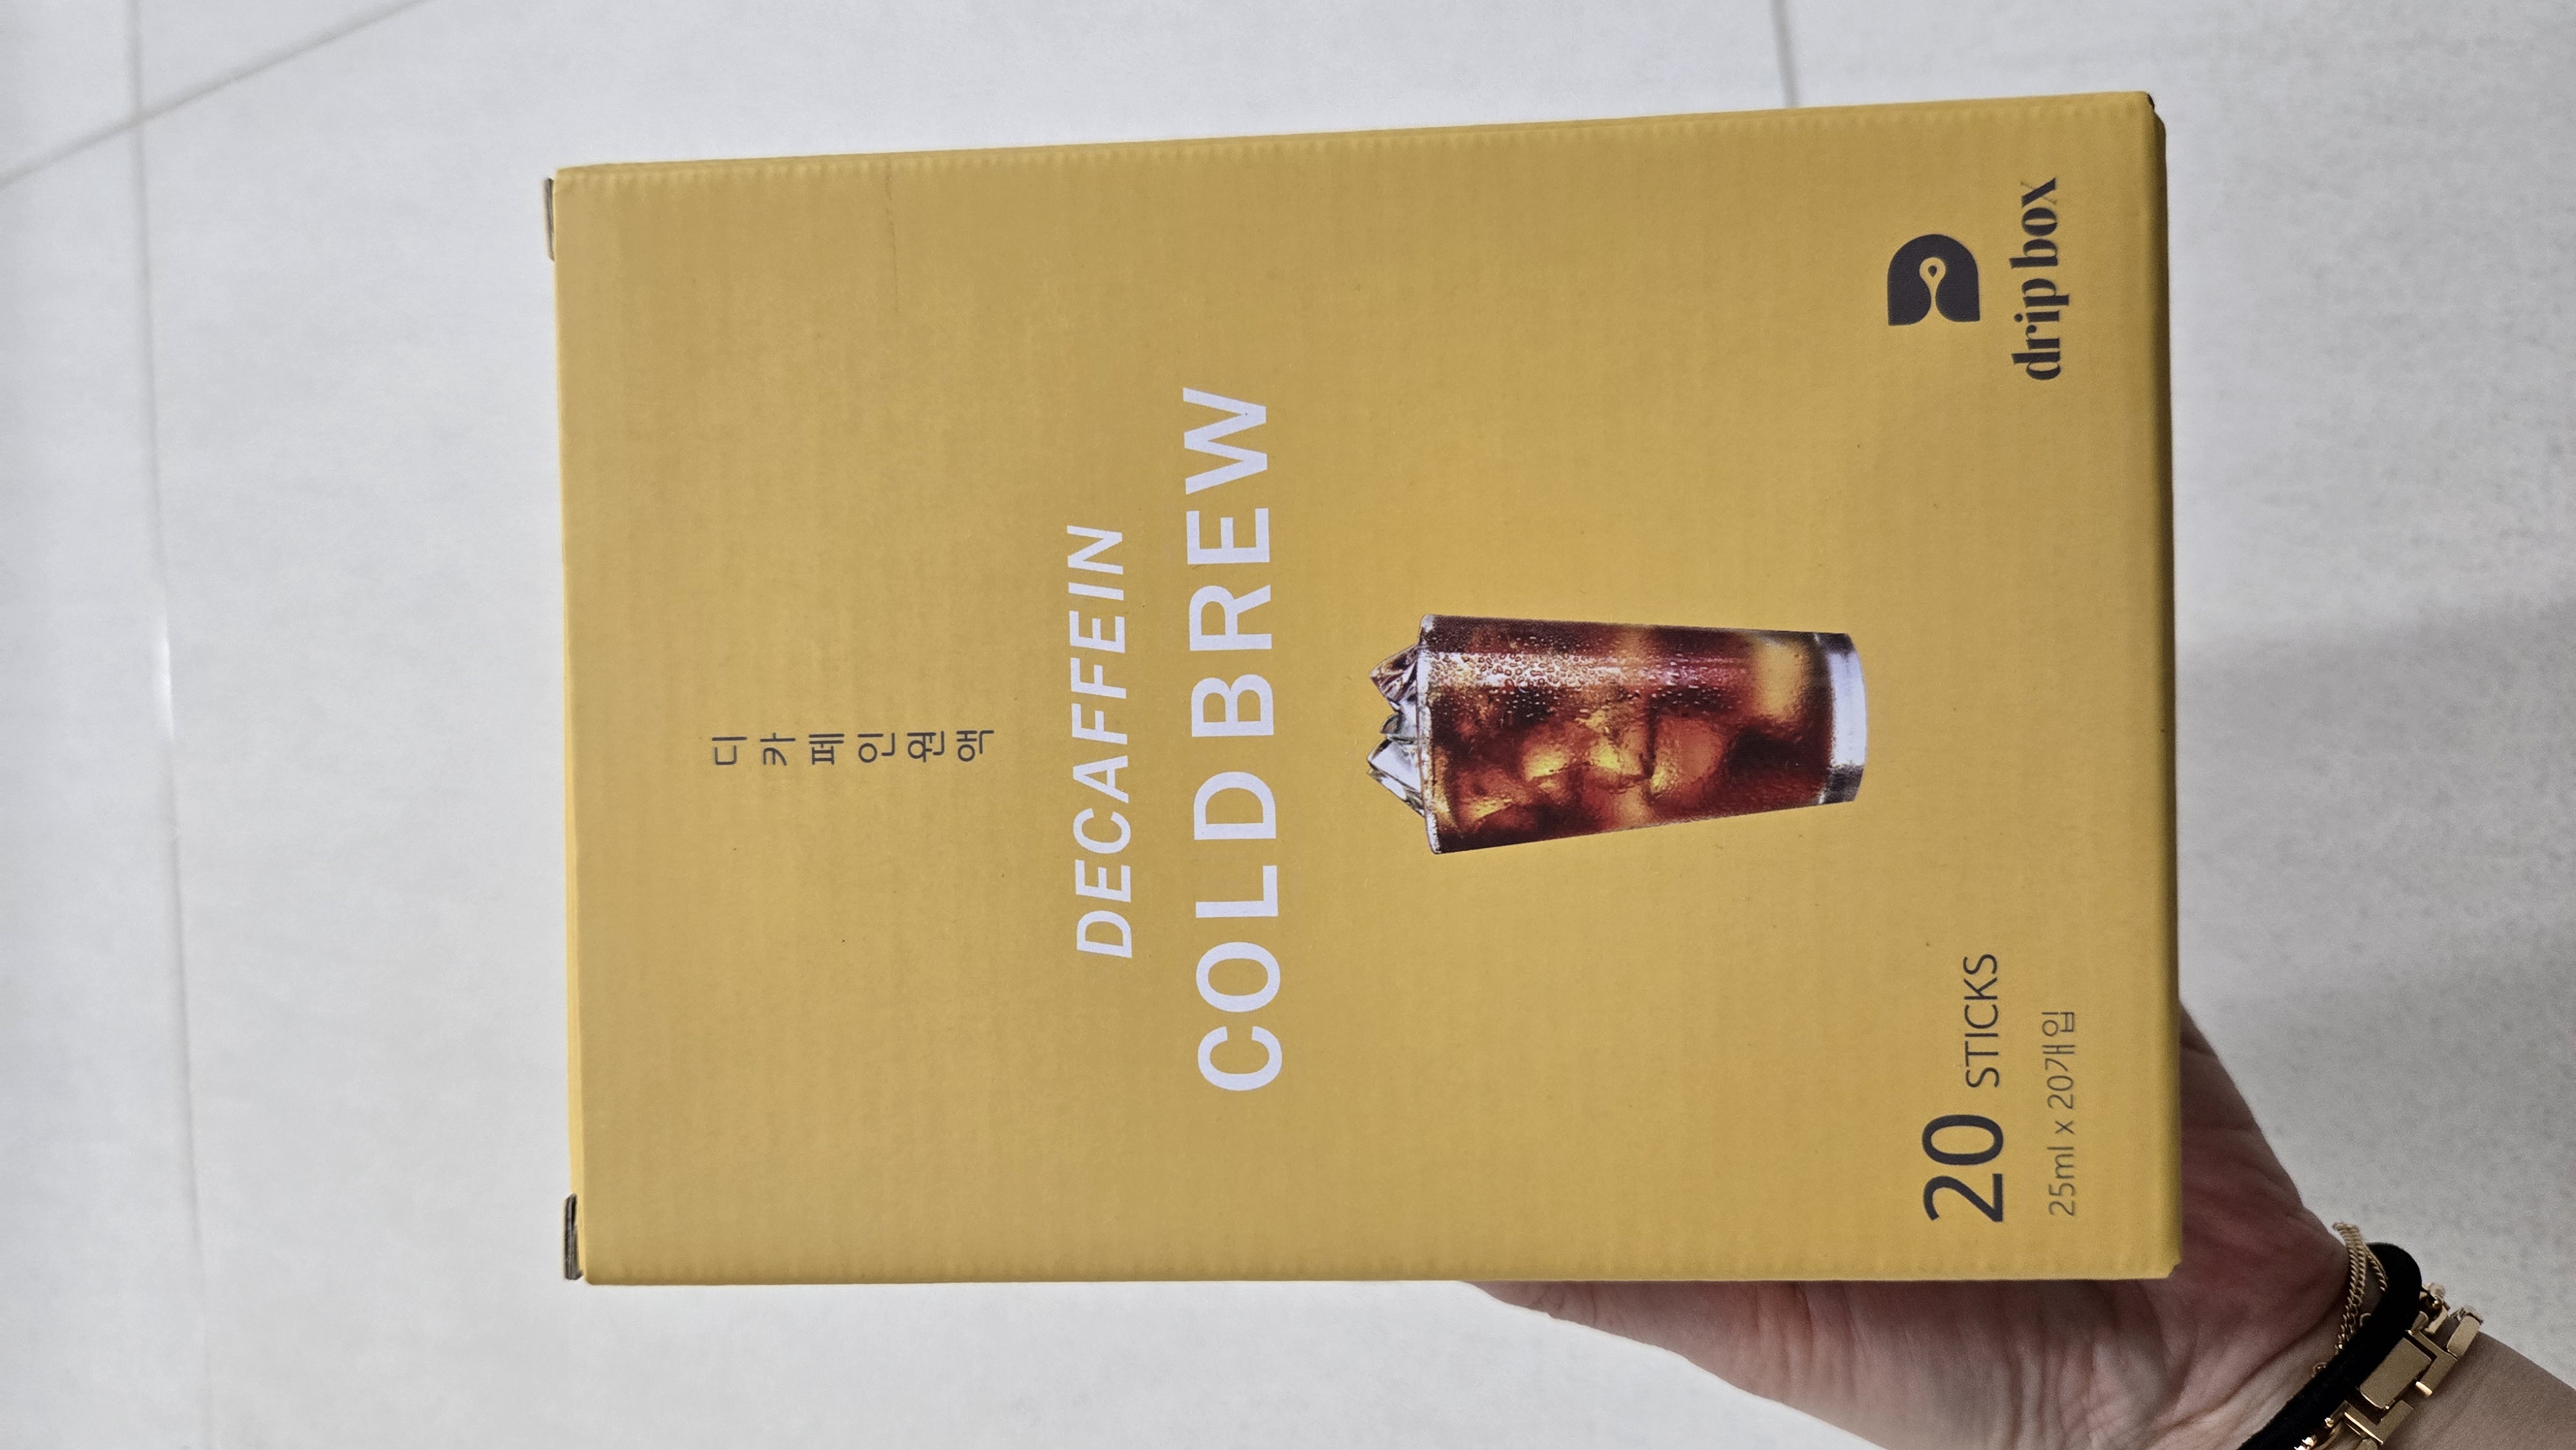 디
카
페
인
원
액
DECAFFEIN
COLD BREW
20 STICKS
25ml x 20개입
drip box